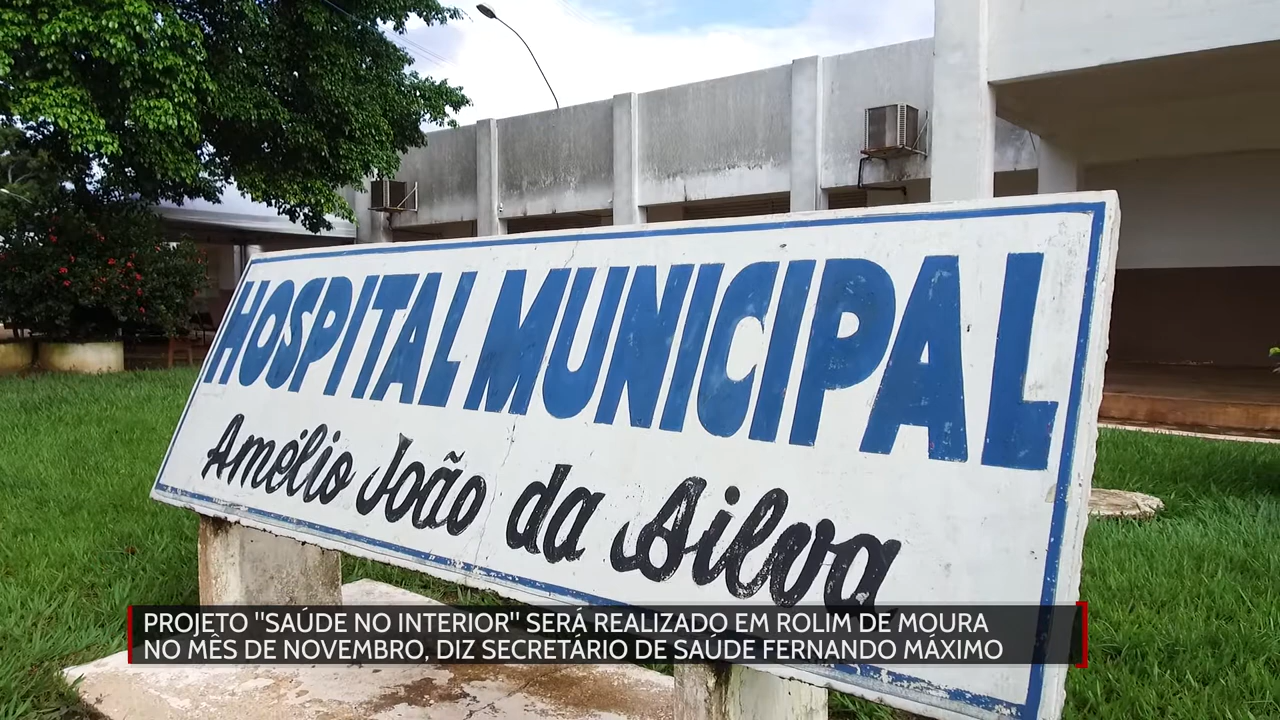 HOSPITAL MUNICIPAL
Amélio João da Silva
PROJETO "SAÚDE NO INTERIOR" SERÁ REALIZADO EM ROLIM DE MOURA
NO MÊS DE NOVEMBRO, DIZ SECRETÁRIO DE SAÚDE FERNANDO MÁXIMO